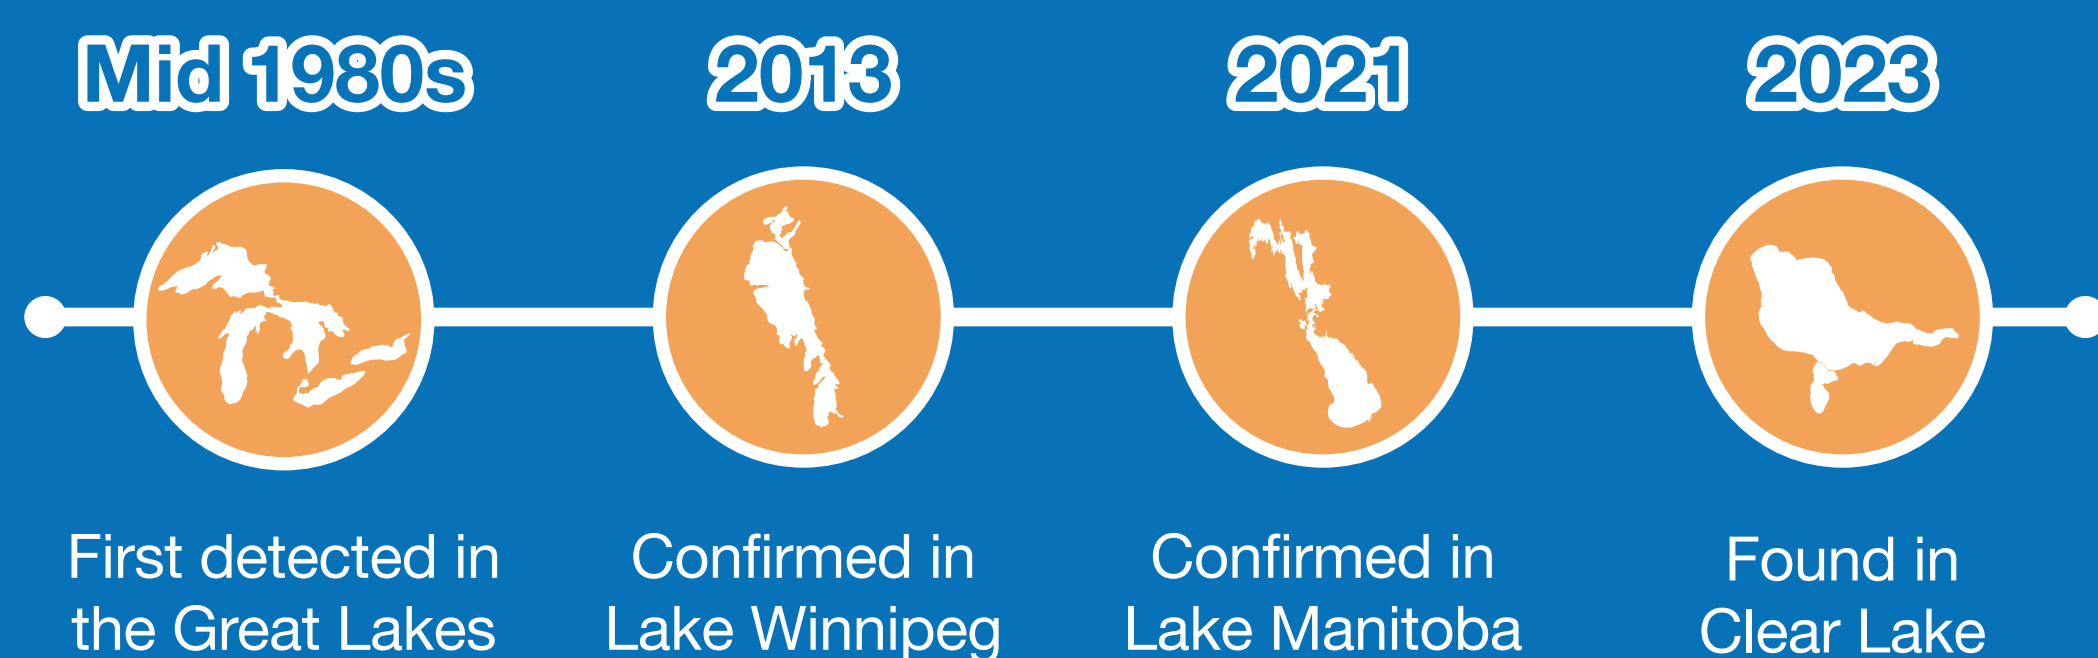 Mid 1980s
First detected in
the Great Lakes
2013
Confirmed in
Lake Winnipeg
2021
Confirmed in
Lake Manitoba
2023
Found in
Clear Lake